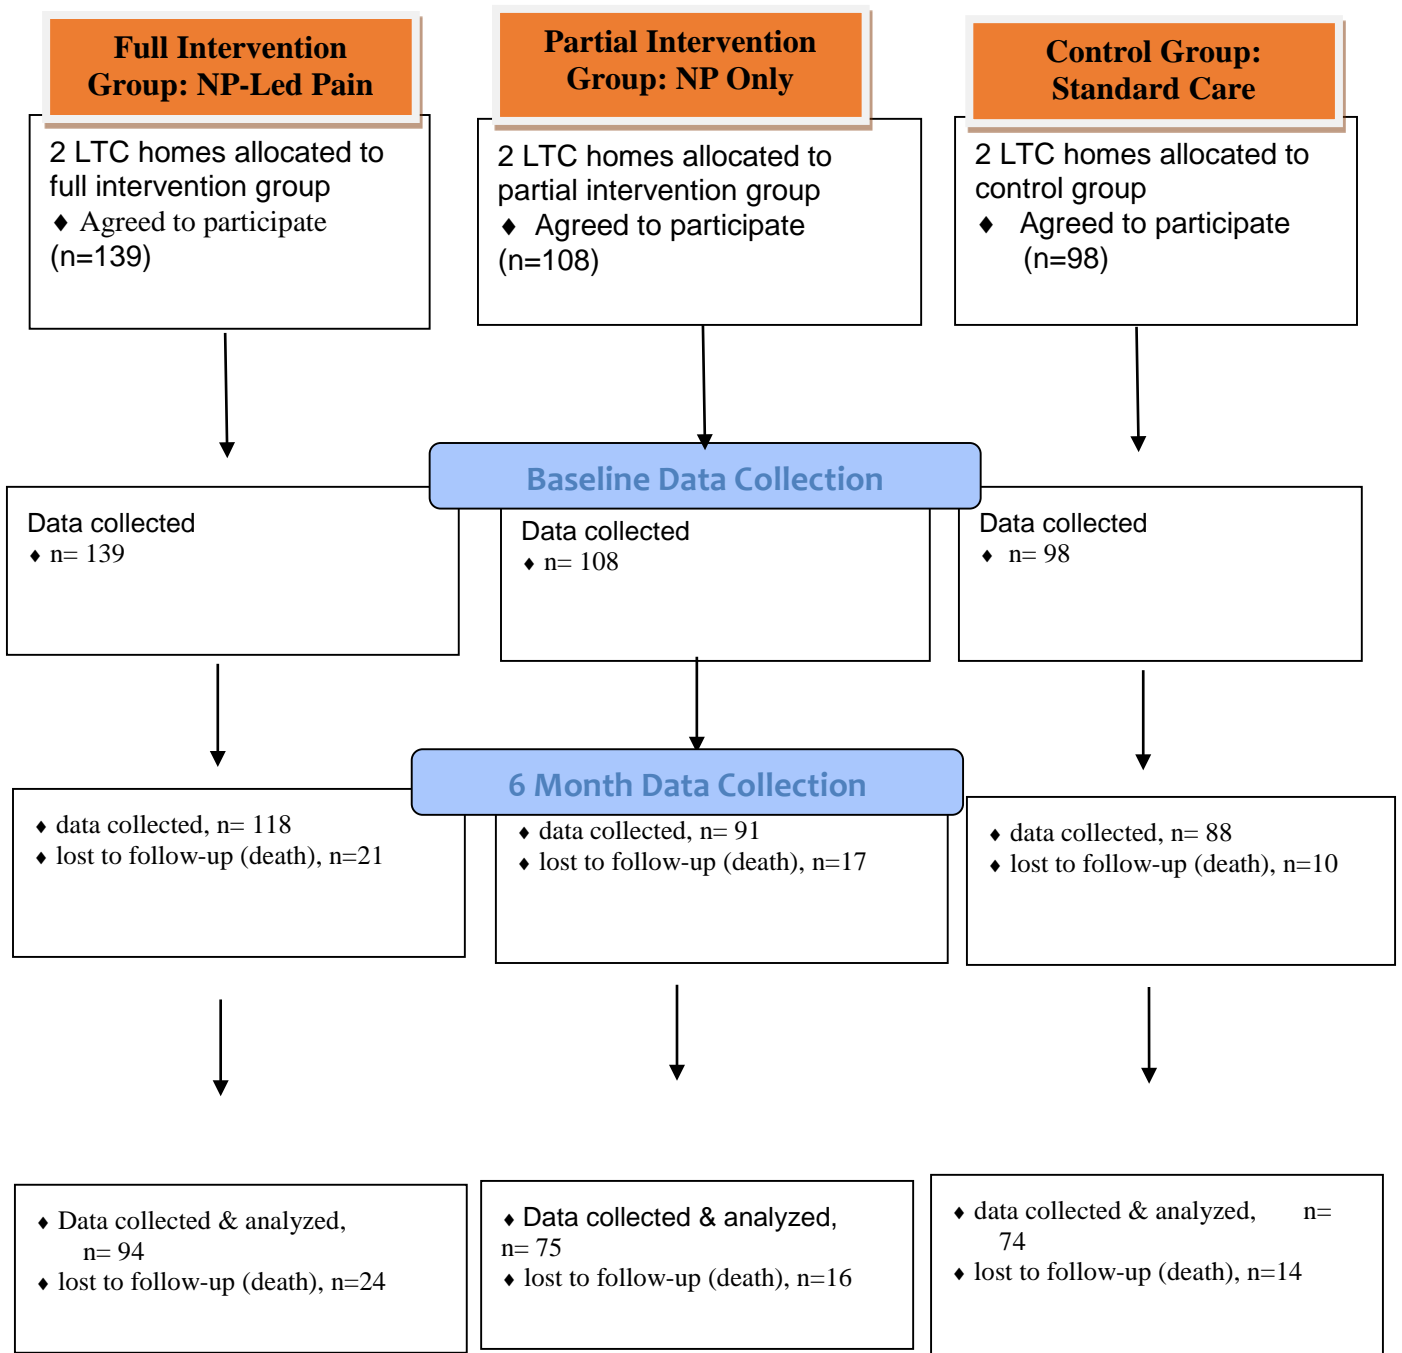 Full Intervention
Group: NP-Led Pain
Partial Intervention
Group: NP Only
Control Group:
Standard Care
2 LTC homes allocated to
full intervention group
♦ Agreed to participate
(n=139)
2 LTC homes allocated to
partial intervention group
♦ Agreed to participate
(n=108)
2 LTC homes allocated to
control group
♦ Agreed to participate
(n=98)
Baseline Data Collection
Data collected
♦ n= 139
Data collected
♦ n= 108
Data collected
♦ n= 98
6 Month Data Collection
♦ data collected, n= 118
♦ lost to follow-up (death), n=21
♦ data collected, n= 91
♦ lost to follow-up (death), n=17
♦ data collected, n= 88
♦ lost to follow-up (death), n=10
♦ Data collected & analyzed,
n= 94
♦ lost to follow-up (death), n=24
♦ Data collected & analyzed,
n= 75
♦ lost to follow-up (death), n=16
♦ data collected & analyzed, n=
74
♦ lost to follow-up (death), n=14